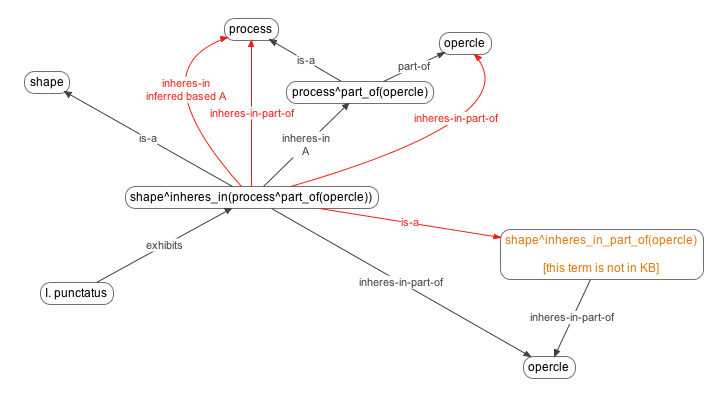 process
opercle
is-a
part-of
shape
inheres-in
inferred based A
process^part_of(opercle)
inheres-in-part-of
inheres-in-part-of
is-a
inheres-in
A
shape^inheres_in(process^part_of(opercle))
is-a
shape^inheres_in_part_of(opercle)
[this term is not in KB]
exhibits
inheres-in-part-of
I. punctatus
inheres-in-part-of
opercle